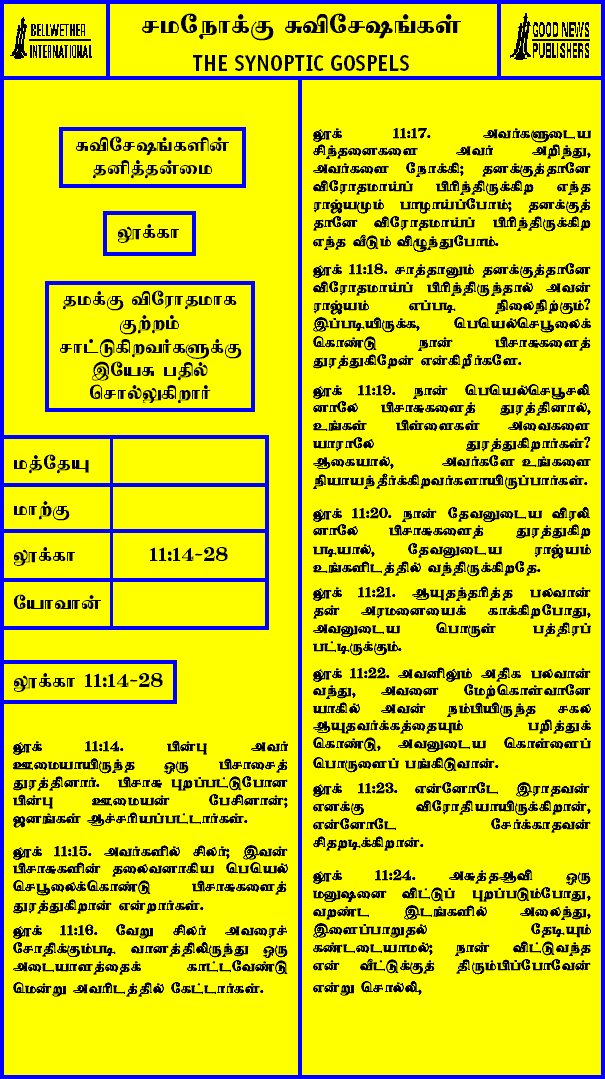 BELLWETHER
INTERNATIONAL
சமநோக்கு சுவிசேஷங்கள்
THE SYNOPTIC GOSPELS
GOOD NEWS
PUBLISHERS
சுவிசேஷங்களின்
தனித்தன்மை
லூக்கா
தமக்கு விரோதமாக
குற்றம்
சாட்டுகிறவர்களுக்கு
இயேசு பதில்
சொல்லுகிறார்
மத்தேயு
மாற்கு
லூக்கா 11:14-28
யோவான்
லூக்கா 11:14-28
லூக் 11:14. பின்பு அவர்
ஊமையாயிருந்த ஒரு பிசாசைத்
துரத்தினார். பிசாசு புறப்பட்டுபோன
பின்பு ஊமையன் பேசினான்;
ஜனங்கள் ஆச்சரியப்பட்டார்கள்.
லூக் 11:15. அவர்களில் சிலர்; இவன்
பிசாசுகளின் தலைவனாகிய பெயெல்
செபூலைக்கொண்டு பிசாசுகளைத்
துரத்துகிறான் என்றார்கள்.
லூக் 11:16. வேறு சிலர் அவரைச்
சோதிக்கும்படி வானத்திலிருந்து ஒரு
அடையாளத்தைக் காட்டவேண்டு
மென்று அவரிடத்தில் கேட்டார்கள்.
லூக் 11:17. அவர்களுடைய
சிந்தனைகளை அவர் அறிந்து,
அவர்களை நோக்கி; தனக்குத்தானே
விரோதமாய்ப் பிரிந்திருக்கிற எந்த
ராஜ்யமும் பாழாய்ப்போம்; தனக்குத்
தானே விரோதமாய்ப் பிரிந்திருக்கிற
எந்த வீடும் விழுந்துபோம்.
லூக் 11:18. சாத்தானும் தனக்குத்தானே
விரோதமாய்ப் பிரிந்திருந்தால் அவன்
ராஜ்யம் எப்படி நிலைநிற்கும்?
இப்படியிருக்க, பெயெல்செபூலைக்
கொண்டு நான் பிசாசுகளைத்
துரத்துகிறேன் என்கிறீர்களே.
லூக் 11:19. நான் பெயெல்செபூசலி
னாலே பிசாசுகளைத் துரத்தினால்,
உங்கள் பிள்ளைகள் அவைகளை
யாராலே துரத்துகிறார்கள்?
ஆகையால், அவர்களே உங்களை
நியாயந்தீர்க்கிறவர்களாயிருப்பார்கள்.
லூக் 11:20. நான் தேவனுடைய விரலி
னாலே பிசாசுகளைத் துரத்துகிற
படியால், தேவனுடைய ராஜ்யம்
உங்களிடத்தில் வந்திருக்கிறதே.
லூக் 11:21. ஆயுதந்தரித்த பலவான்
தன் அரமனையைக் காக்கிறபோது,
அவனுடைய பொருள் பத்திரப்
பட்டிருக்கும்.
லூக் 11:22. அவனிலும் அதிக பலவான்
வந்து, அவனை மேற்கொள்வானே
யாகில் அவன் நம்பியிருந்த சகல
ஆயுதவர்க்கத்தையும் பறித்துக்
கொண்டு, அவனுடைய கொள்ளைப்
பொருளைப் பங்கிடுவான்.
லூக் 11:23. என்னோடே இராதவன்
எனக்கு விரோதியாயிருக்கிறான்,
என்னோடே சேர்க்காதவன்
சிதறடிக்கிறான்.
லூக் 11:24. அசுத்தஆவி ஒரு
மனுஷனை விட்டுப் புறப்படும்போது,
வறண்ட இடங்களில் அலைந்து,
இளைப்பாறுதல் தேடியும்
கண்டடையாமல்; நான் விட்டுவந்த
என் வீட்டுக்குத் திரும்பிப்போவேன்
என்று சொல்லி,